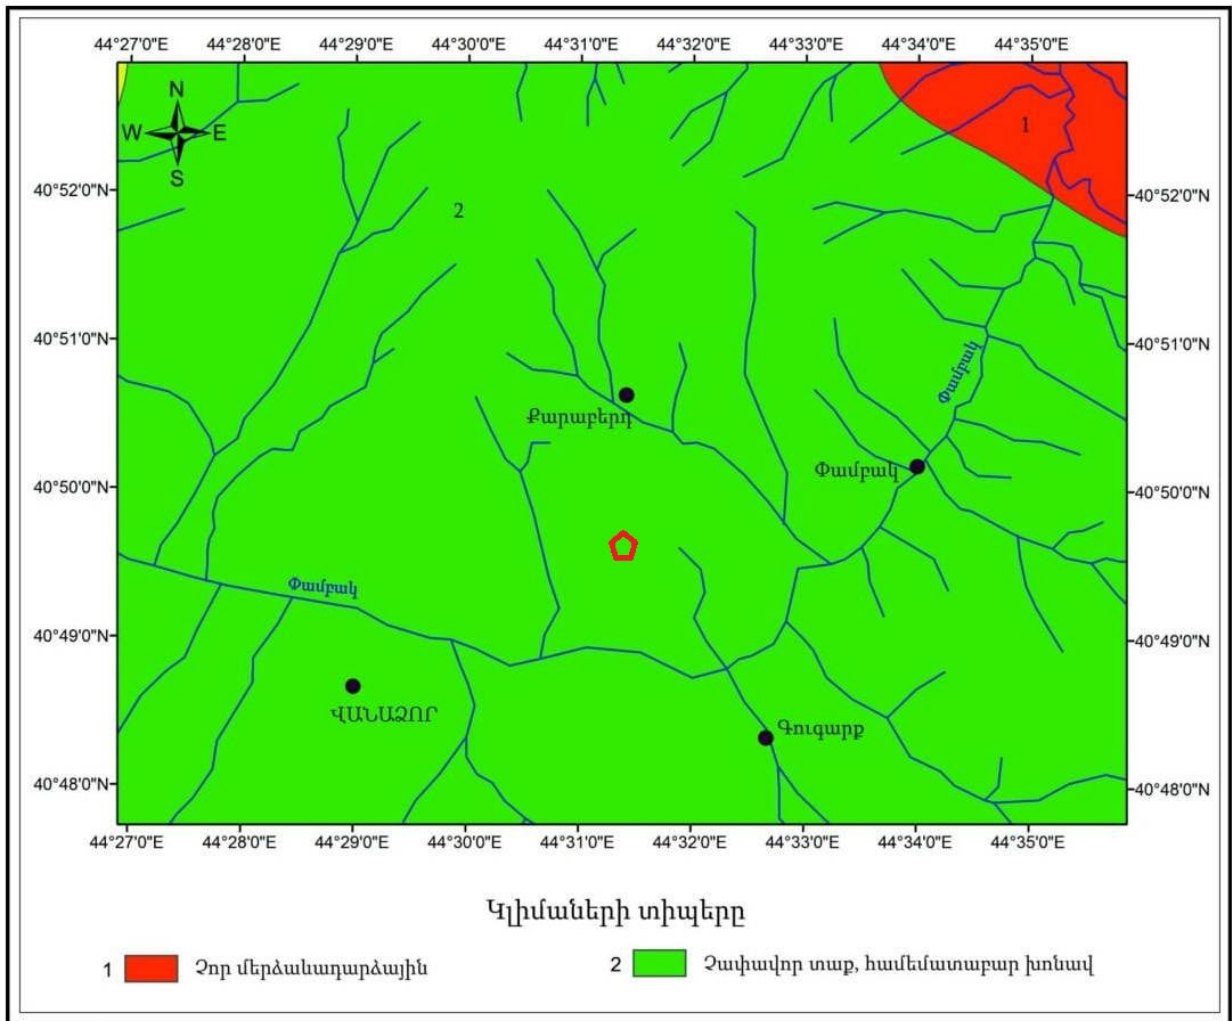 44°27'0"E 44°28'0"E 44°29'0"E 44°30'0"E 44°31'0"E 44°32'0"E 44°33'0"E 44°34'0"E 44°35'0"E
N
W E
S
1
40°52'0"N 40°52'0"N
2
40°51'0"N 40°51'0"N
Փամբակ
Քարաբերդ
Փամբակ
40°50'0"N 40°50'0"N
Փամբակ
40°49'0"N 40°49'0"N
ՎԱՆԱՁՈՐ
Գուգարք
40°48'0"N 40°48'0"N
44°27'0"E 44°28'0"E 44°29'0"E 44°30'0"E 44°31'0"E 44°32'0"E 44°33'0"E 44°34'0"E 44°35'0"E
Կլիմաների տիպերը
1 Չոր մերձևադարձային
2 Չափավոր տաք, համեմատաբար խոնավ